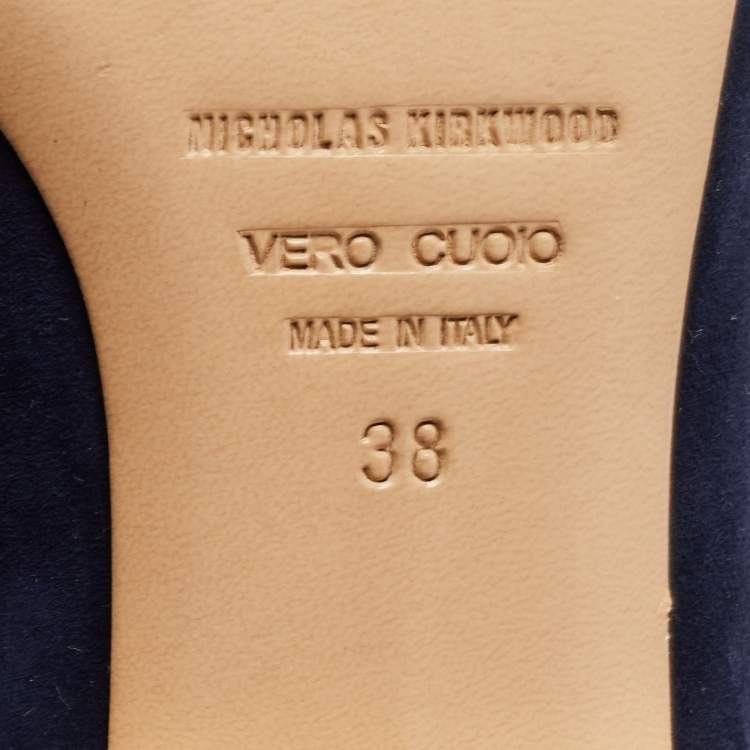 NICHOLAS KIRKWOOD
VERO CUOIO
MADE IN ITALY
38